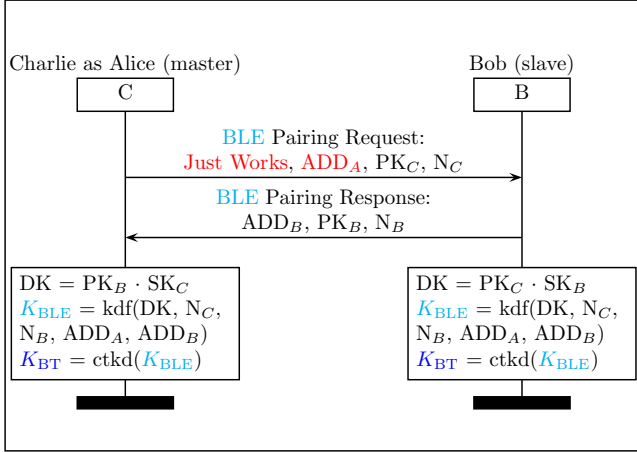 Charlie as Alice (master)
Bob (slave)
C
B
BLE Pairing Request:
Just Works, ADD_A, PK_C, N_C
BLE Pairing Response:
ADD_B, PK_B, N_B
DK = PK_B · SK_C
K_BLE = kdf(DK, N_C,
N_B, ADD_A, ADD_B)
K_BT = ctkd(K_BLE)
DK = PK_C · SK_B
K_BLE = kdf(DK, N_C,
N_B, ADD_A, ADD_B)
K_BT = ctkd(K_BLE)